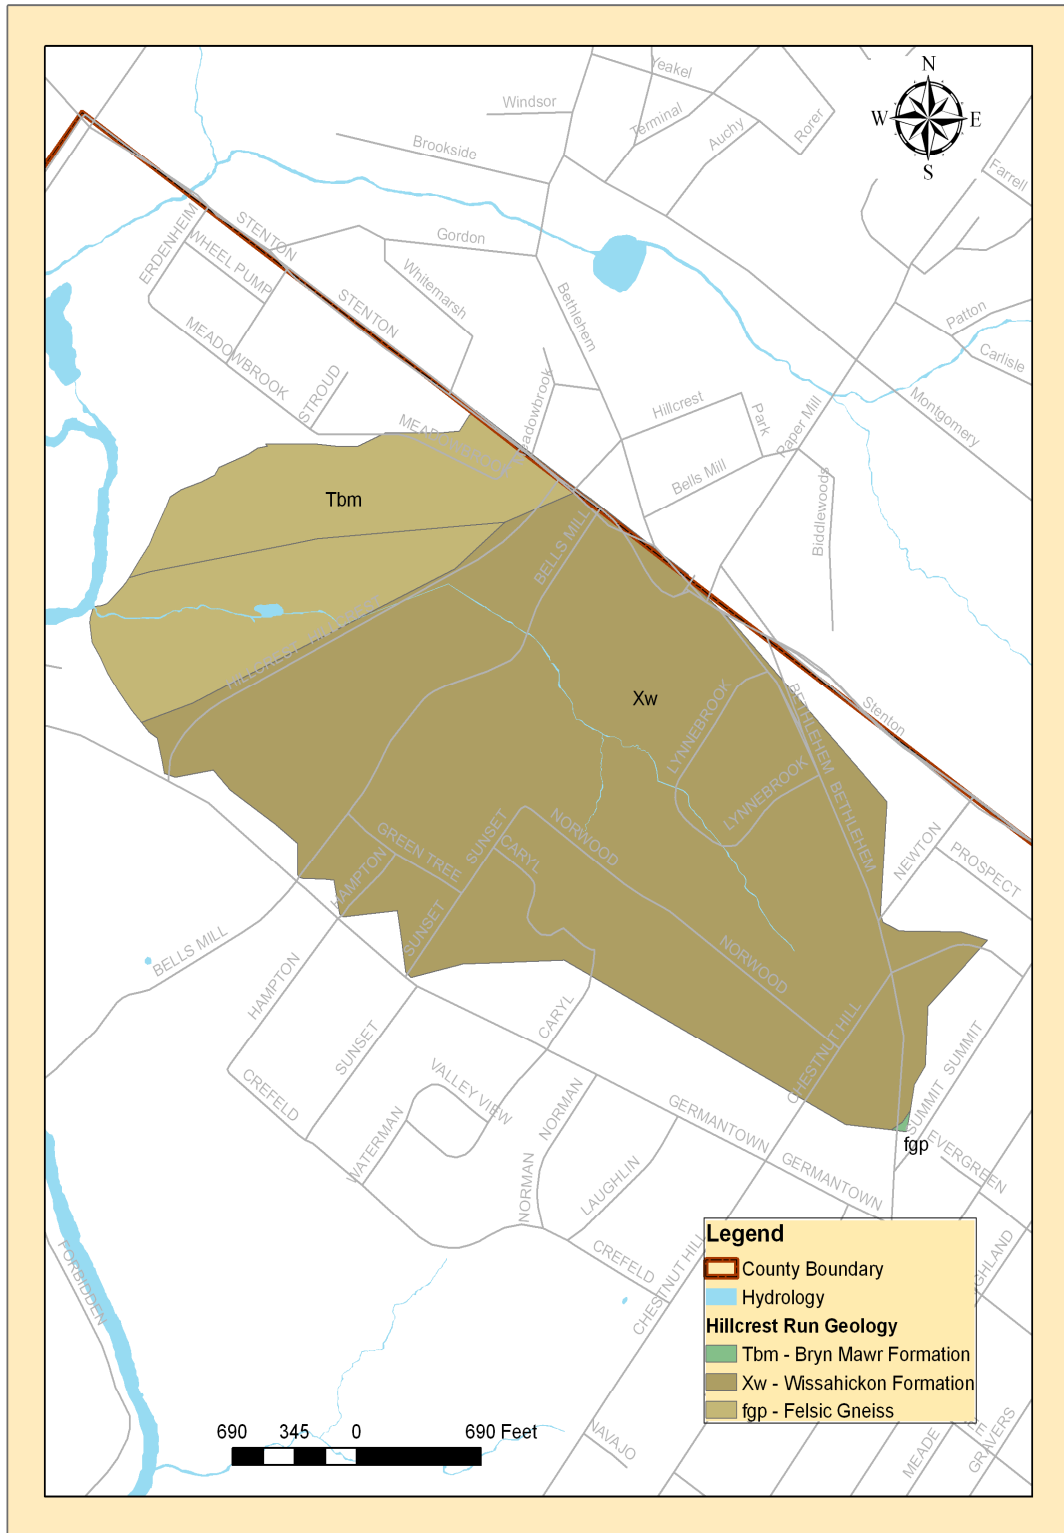 N
W
E
S
Yeakel
Windsor
Terminal
Auchy
Rorer
Brookside
Farrell
ERDENHEIM
STENTON
WHEEL PUMP
Gordon
Whitemarsh
STENTON
Bethlehem
Patton
Carlisle
MEADOWBROOK
STROUD
Meadowbrook
MEADOWBROOK
Hillcrest
Park
Paper Mill
Montgomery
Bells Mill
Biddlewoods
Tbm
BELLS MILL
HILLCREST
Xw
LYNNEBROOK
BETHLEHEM
Stenton
LYNNEBROOK
BETHLEHEM
GREEN TREE
SUNSET
NORWOOD
CARYL
HAMPTON
NEWTON
PROSPECT
SUNSET
NORWOOD
BELLS MILL
HAMPTON
CARYL
CHESTNUT HILL
SUNSET
SUMMIT
SUMMIT
CREFELD
VALLEY VIEW
WATERMAN
NORMAN
GERMANTOWN
fgp
EVERGREEN
NORMAN
LAUGHLIN
GERMANTOWN
FORBIDDEN
CREFELD
CHESTNUT HILL
GHLAND
Legend
County Boundary
Hydrology
Hillcrest Run Geology
Tbm - Bryn Mawr Formation
Xw - Wissahickon Formation
fgp - Felsic Gneiss
690 345 0 690 Feet
NAVAJO
MEADE
GRAVERS